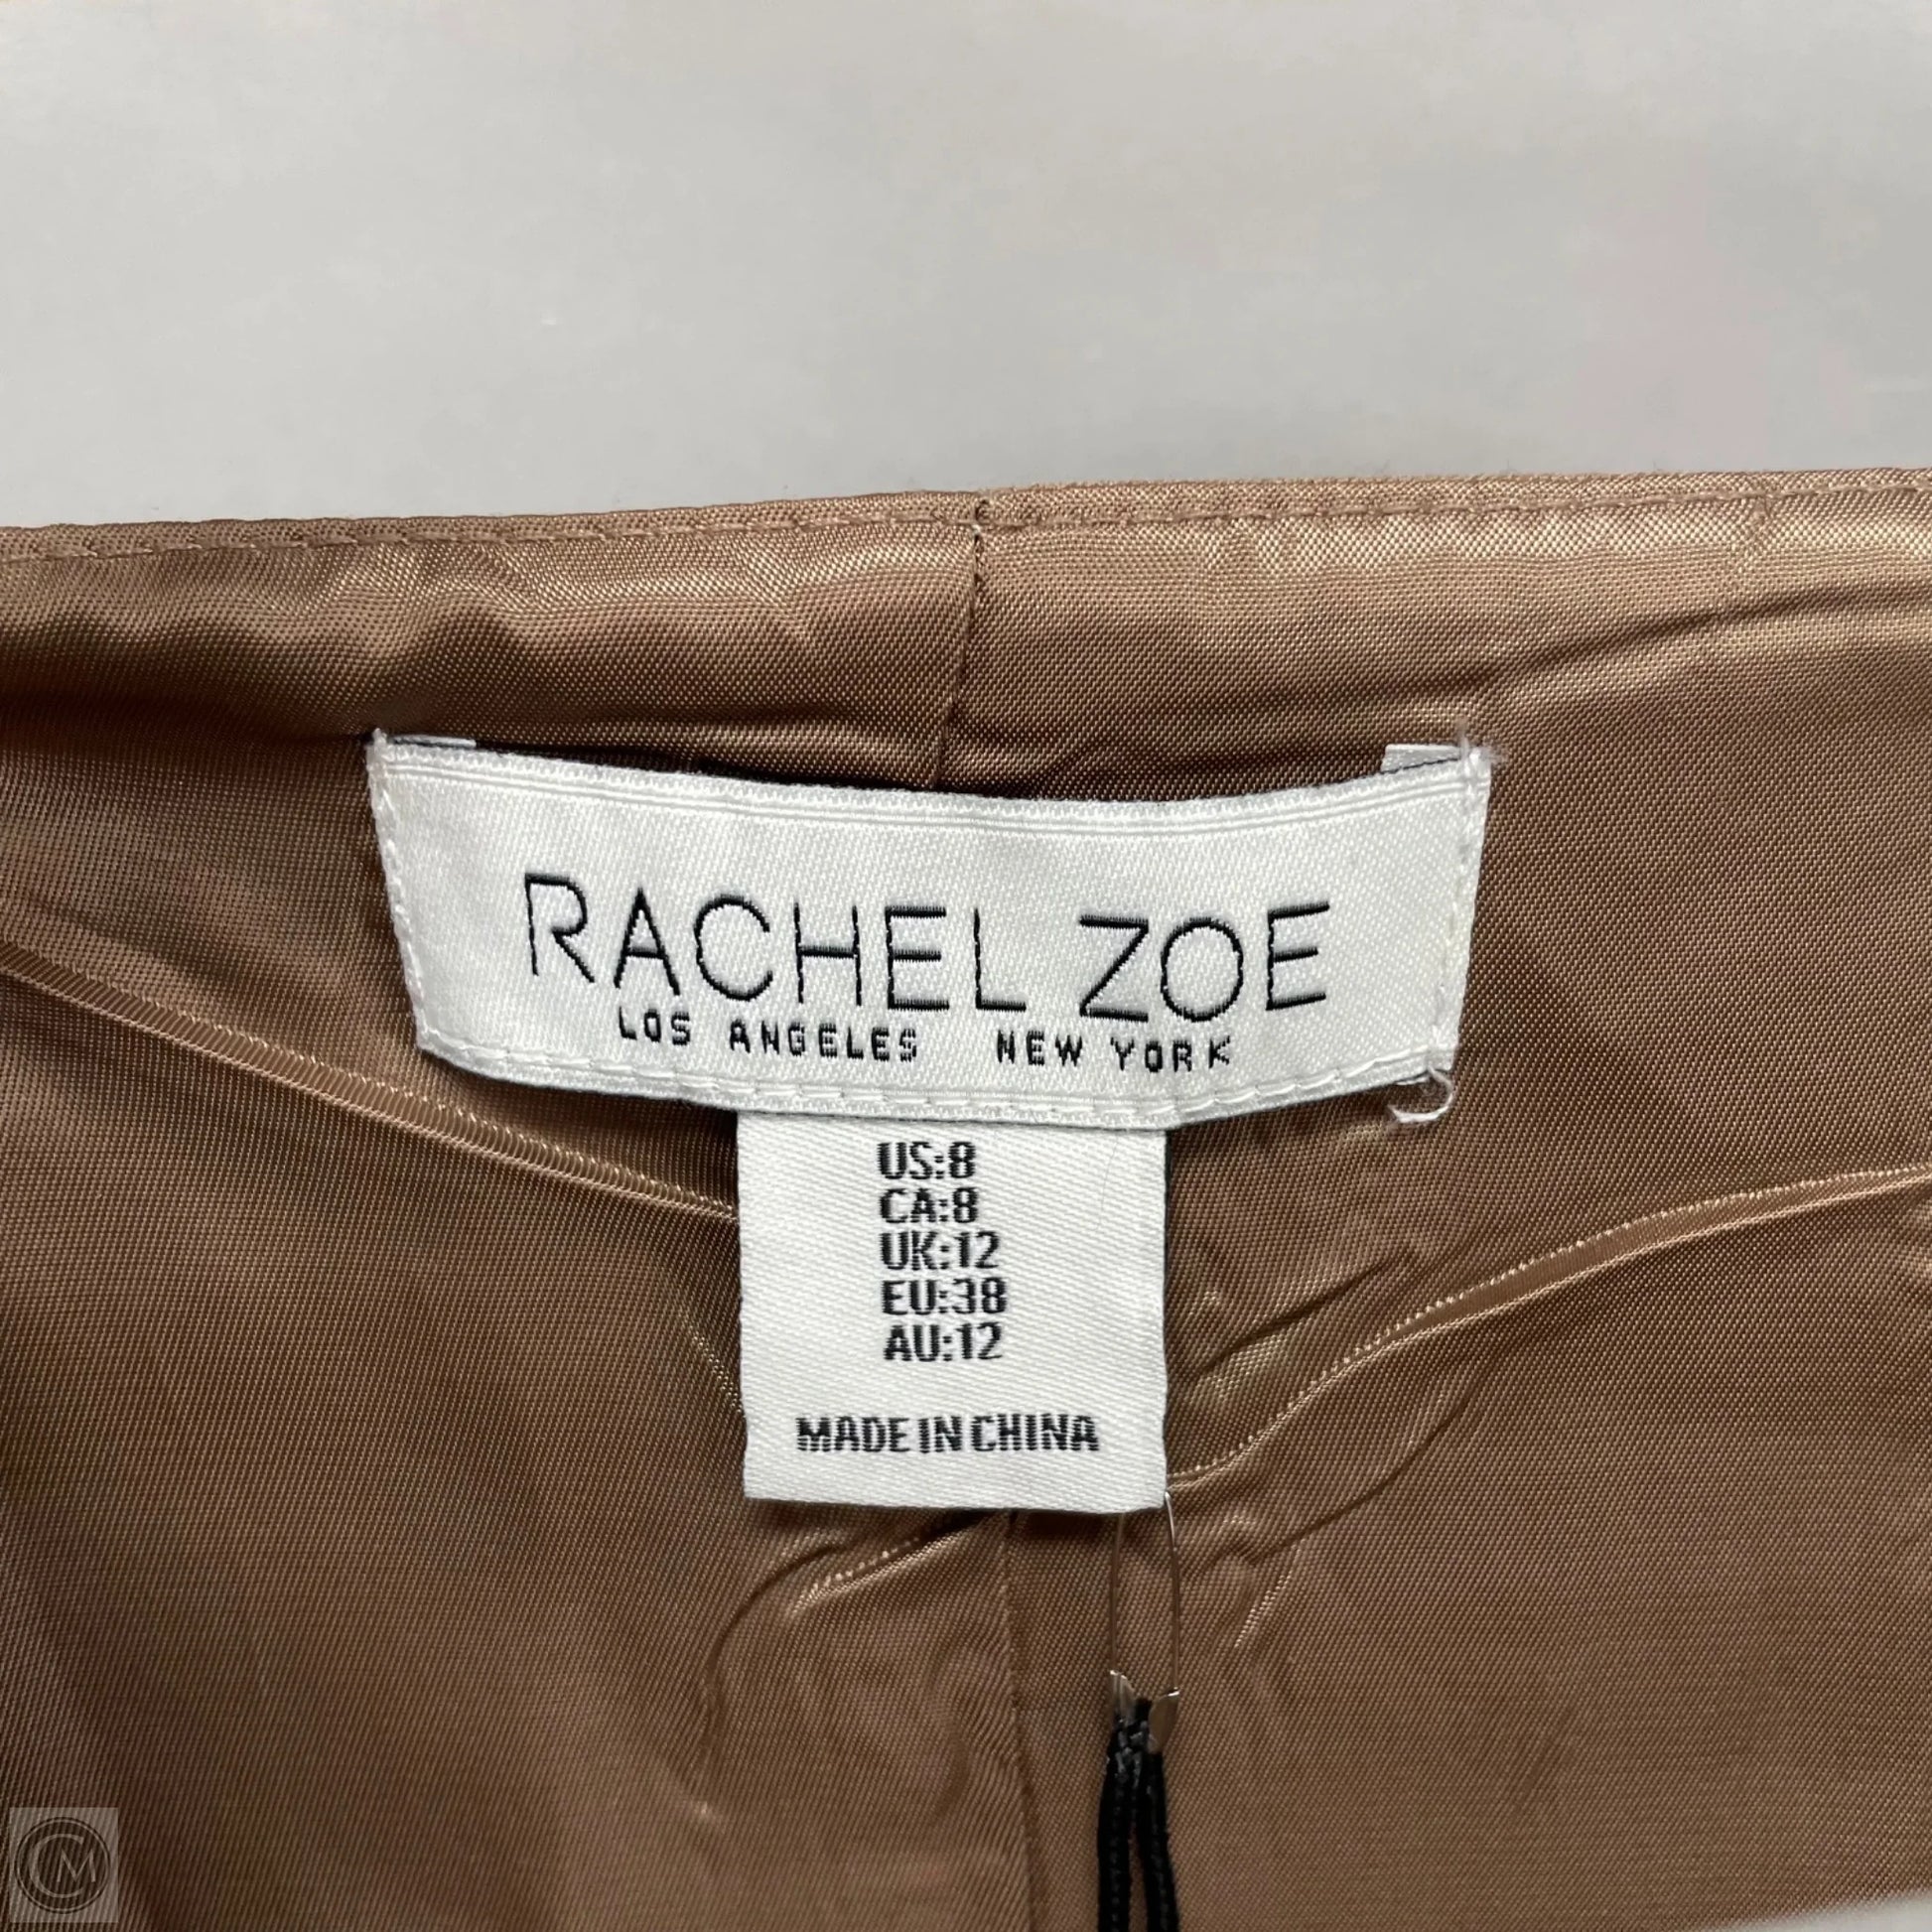 RACHEL ZOE
LOS ANGELES NEW YORK
US:8
CA:8
UK:12
EU:38
AU:12
MADE IN CHINA
CM